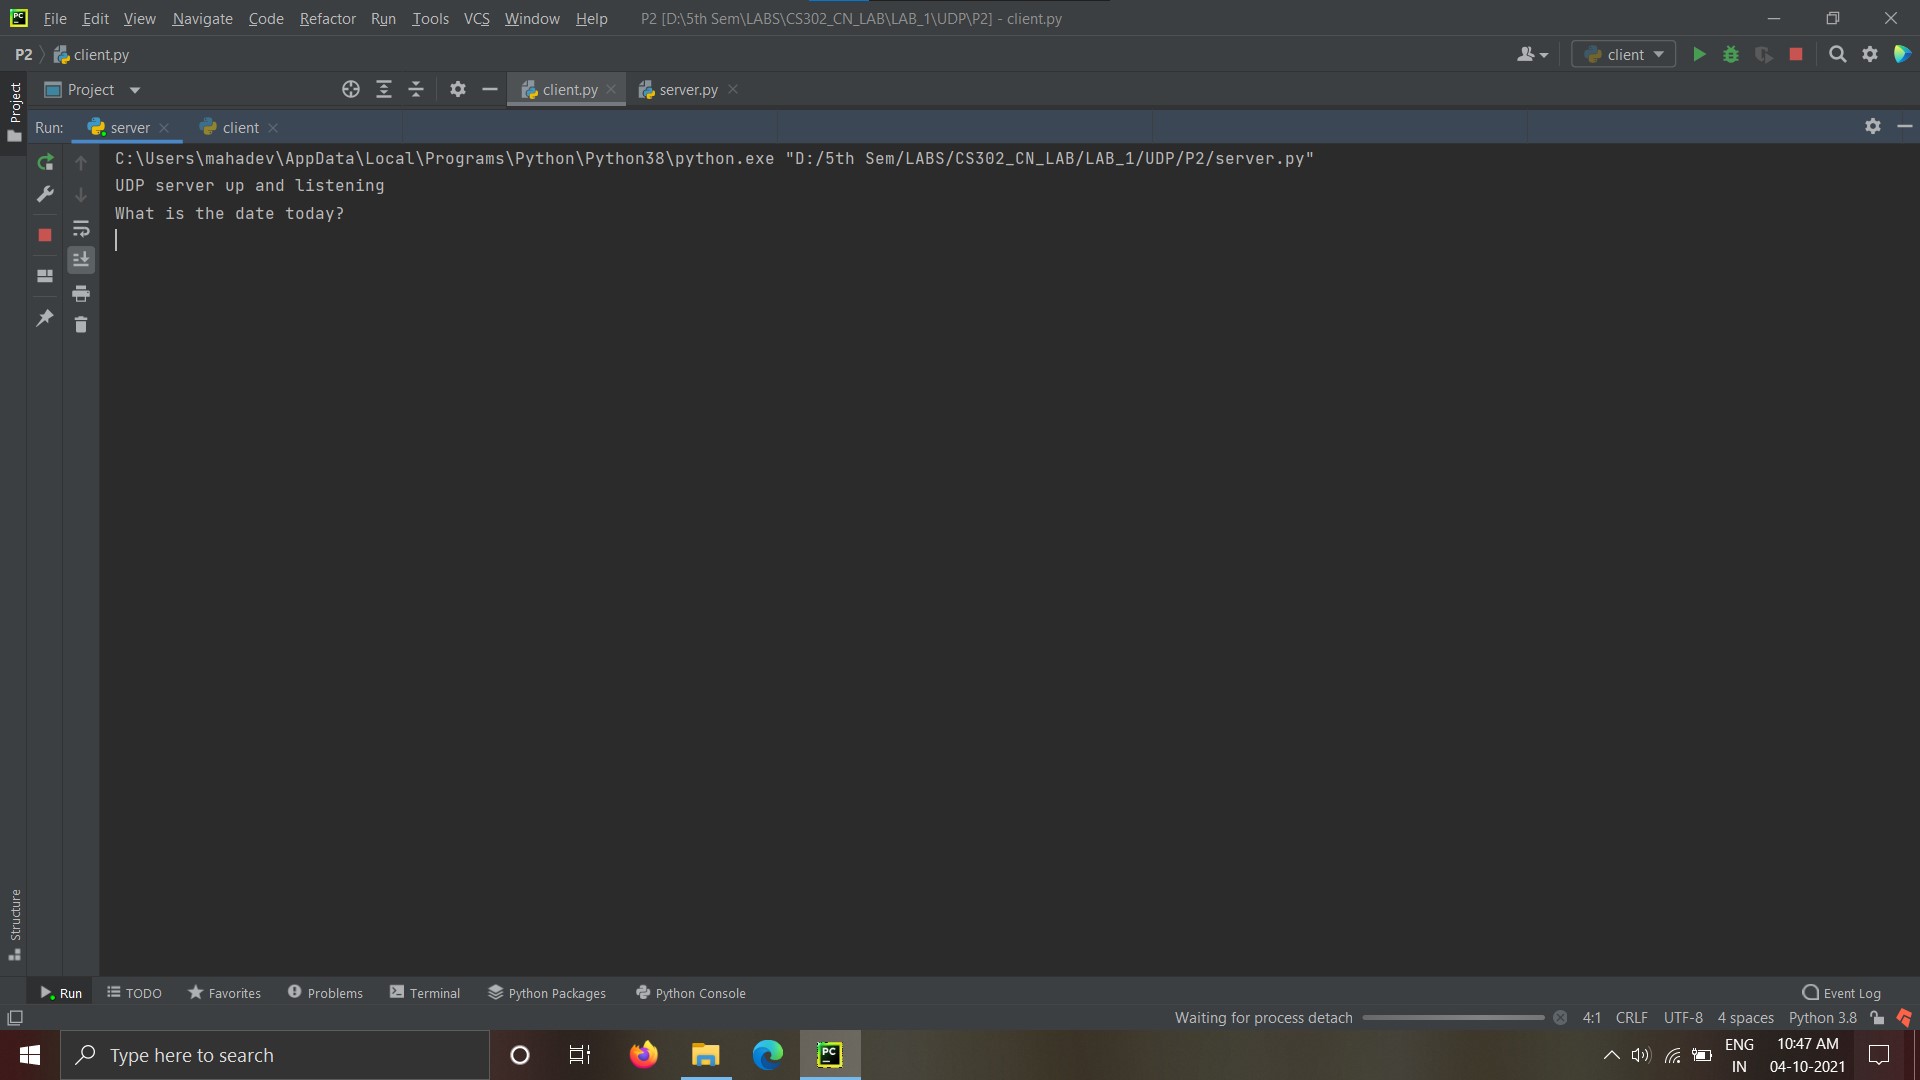 File Edit View Navigate Code Refactor Run Tools VCS Window Help P2 [D:\5th Sem\LABS\CS302_CN_LAB\LAB_1\UDP\P2] - client.py
P2 client.py client
Project Project client.py server.py
Run: server client
C:\Users\mahadev\AppData\Local\Programs\Python\Python38\python.exe "D:/5th Sem/LABS/CS302_CN_LAB/LAB_1/UDP/P2/server.py"
UDP server up and listening
What is the date today?
Structure
Run TODO Favorites Problems Terminal Python Packages Python Console Event Log
Waiting for process detach 4:1 CRLF UTF-8 4 spaces Python 3.8
Type here to search PC ENG 10:47 AM
IN 04-10-2021